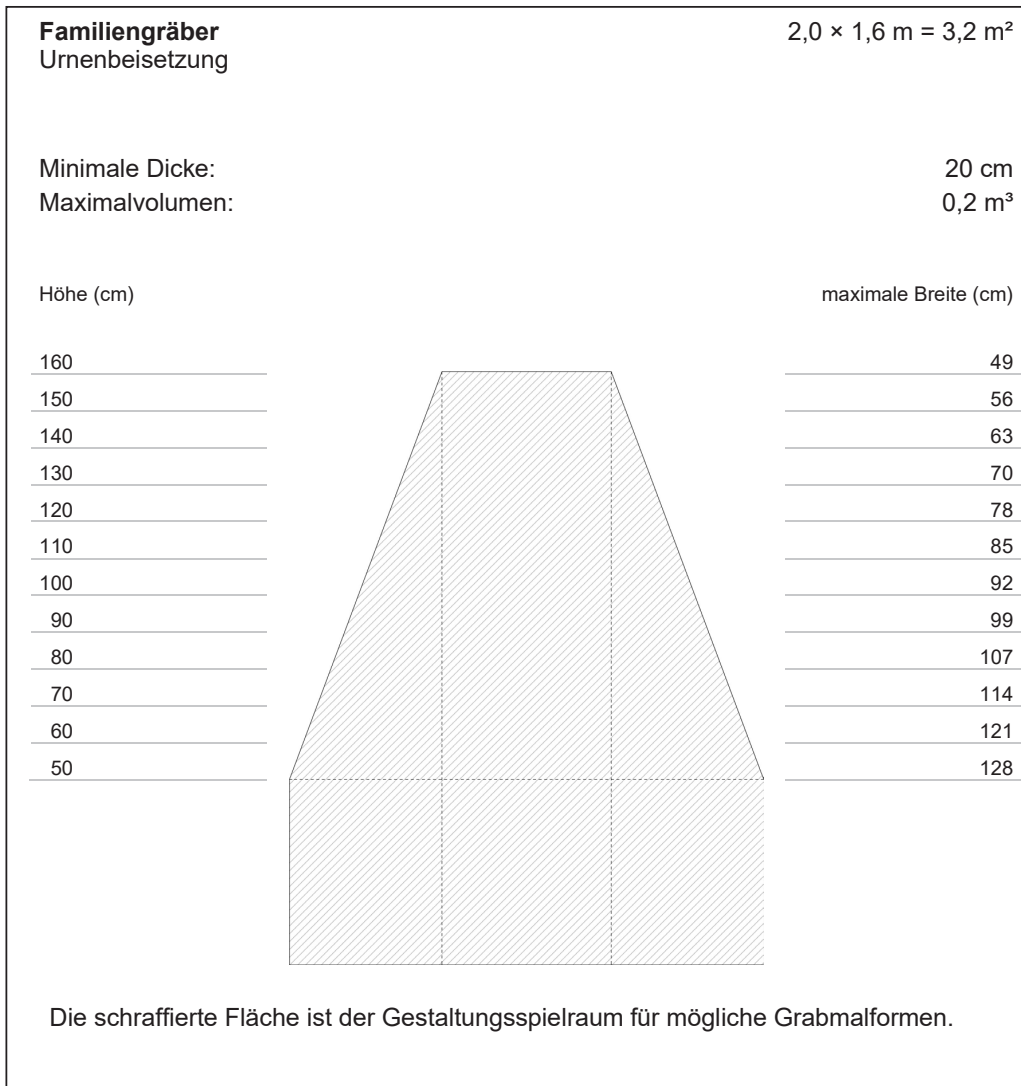 Familiengräber 2,0 × 1,6 m = 3,2 m²
Urnenbeisetzung
Minimale Dicke: 20 cm
Maximalvolumen: 0,2 m³
Höhe (cm) maximale Breite (cm)
160 49
150 56
140 63
130 70
120 78
110 85
100 92
90 99
80 107
70 114
60 121
50 128
Die schraffierte Fläche ist der Gestaltungsspielraum für mögliche Grabmalformen.